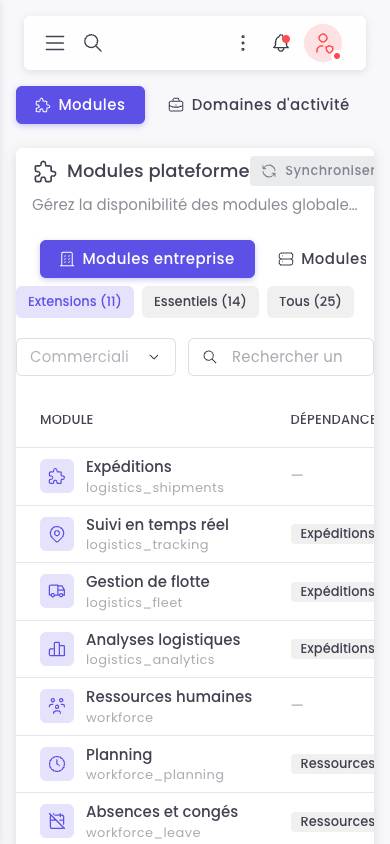 Modules
Domaines d'activité
Modules plateforme
Synchroniser
Gérez la disponibilité des modules globale...
Modules entreprise
Modules
Extensions (11)
Essentiels (14)
Tous (25)
Commerciali
Rechercher un
MODULE
DÉPENDANCE
Expéditions
logistics_shipments
—
Suivi en temps réel
logistics_tracking
Expéditions
Gestion de flotte
logistics_fleet
Expéditions
Analyses logistiques
logistics_analytics
Expéditions
Ressources humaines
workforce
—
Planning
workforce_planning
Ressources
Absences et congés
workforce_leave
Ressources